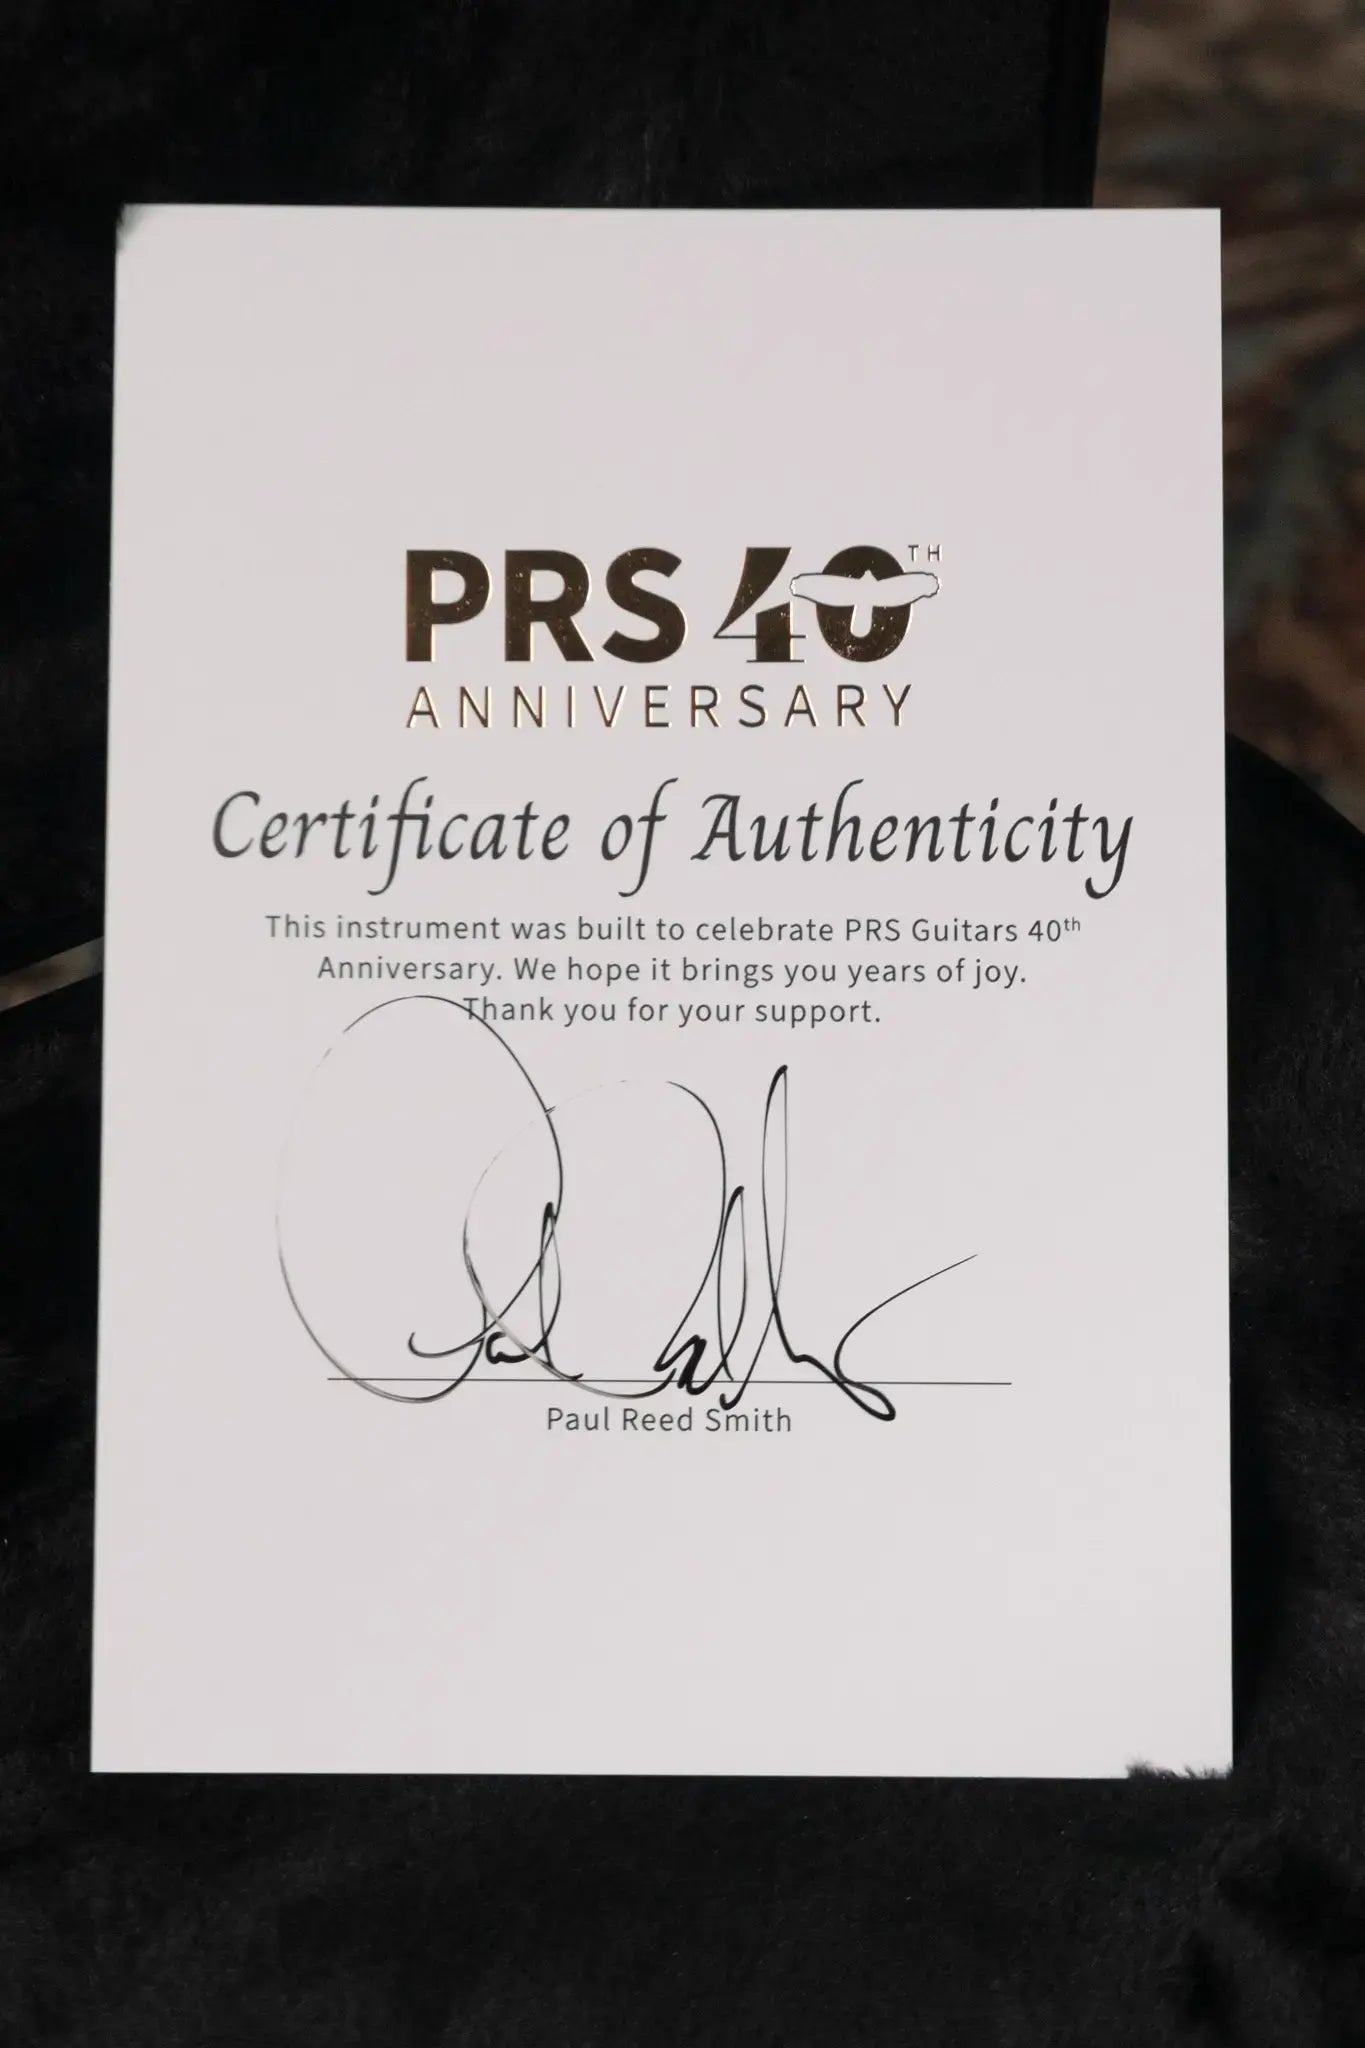 PRS 40TH
ANNIVERSARY
Certificate of Authenticity
This instrument was built to celebrate PRS Guitars 40th
Anniversary. We hope it brings you years of joy.
Thank you for your support.
Paul Reed Smith